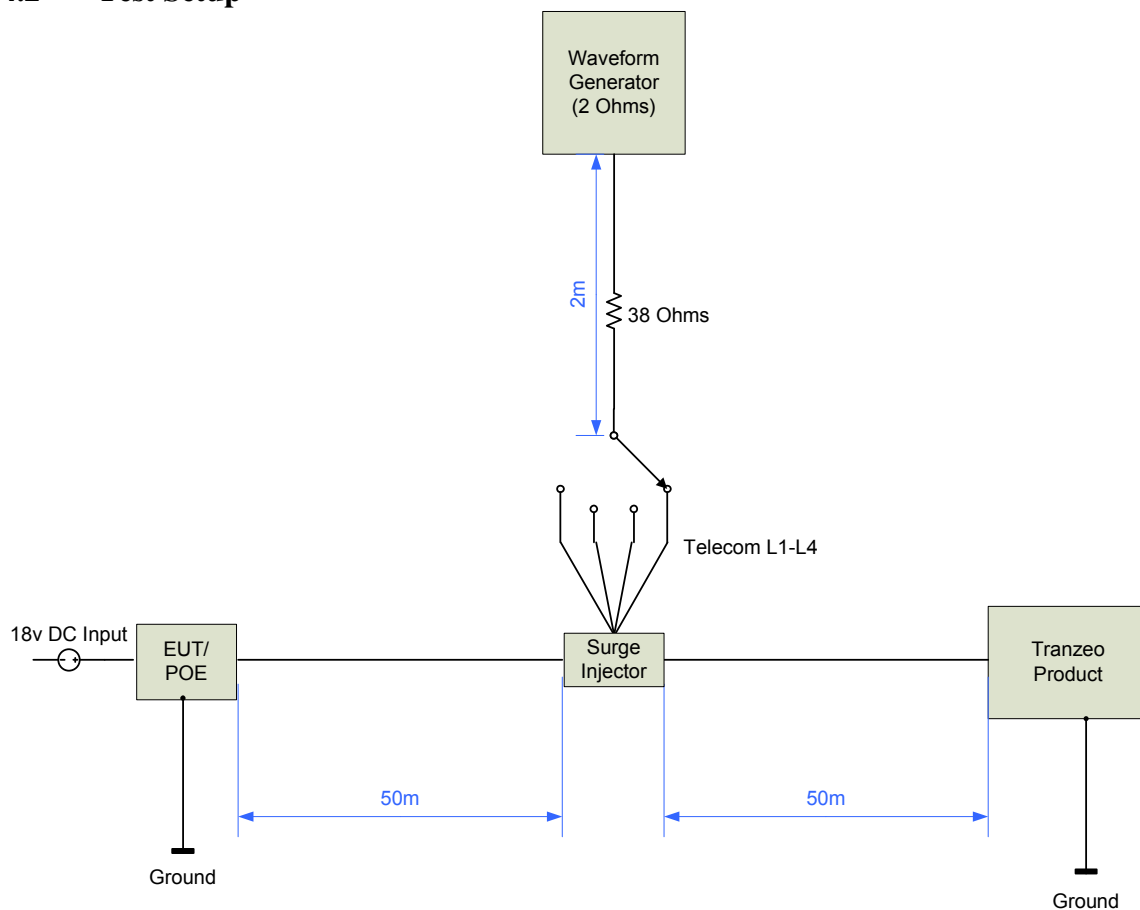 Test Setup
Waveform
Generator
(2 Ohms)
2m
38 Ohms
Telecom L1-L4
18v DC Input
EUT/
POE
Surge
Injector
Tranzeo
Product
50m
50m
Ground
Ground